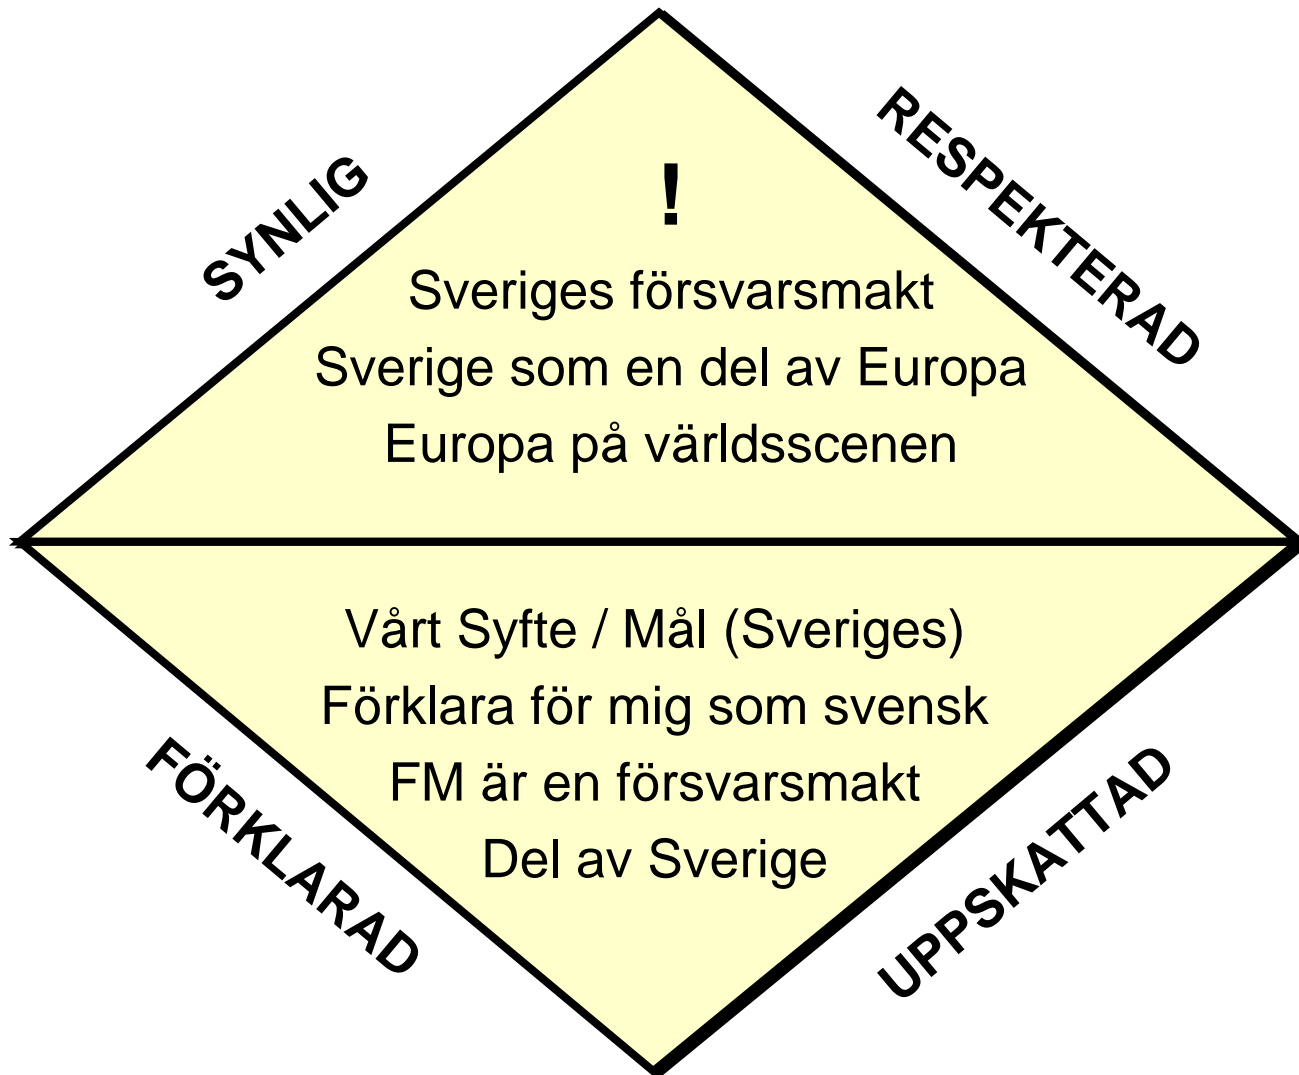 SYNLIG
RESPEKTERAD
!
Sveriges försvarsmakt
Sverige som en del av Europa
Europa på världsscenen
Vårt Syfte / Mål (Sveriges)
Förklara för mig som svensk
FM är en försvarsmakt
Del av Sverige
FÖRKLARAD
UPPSKATTAD